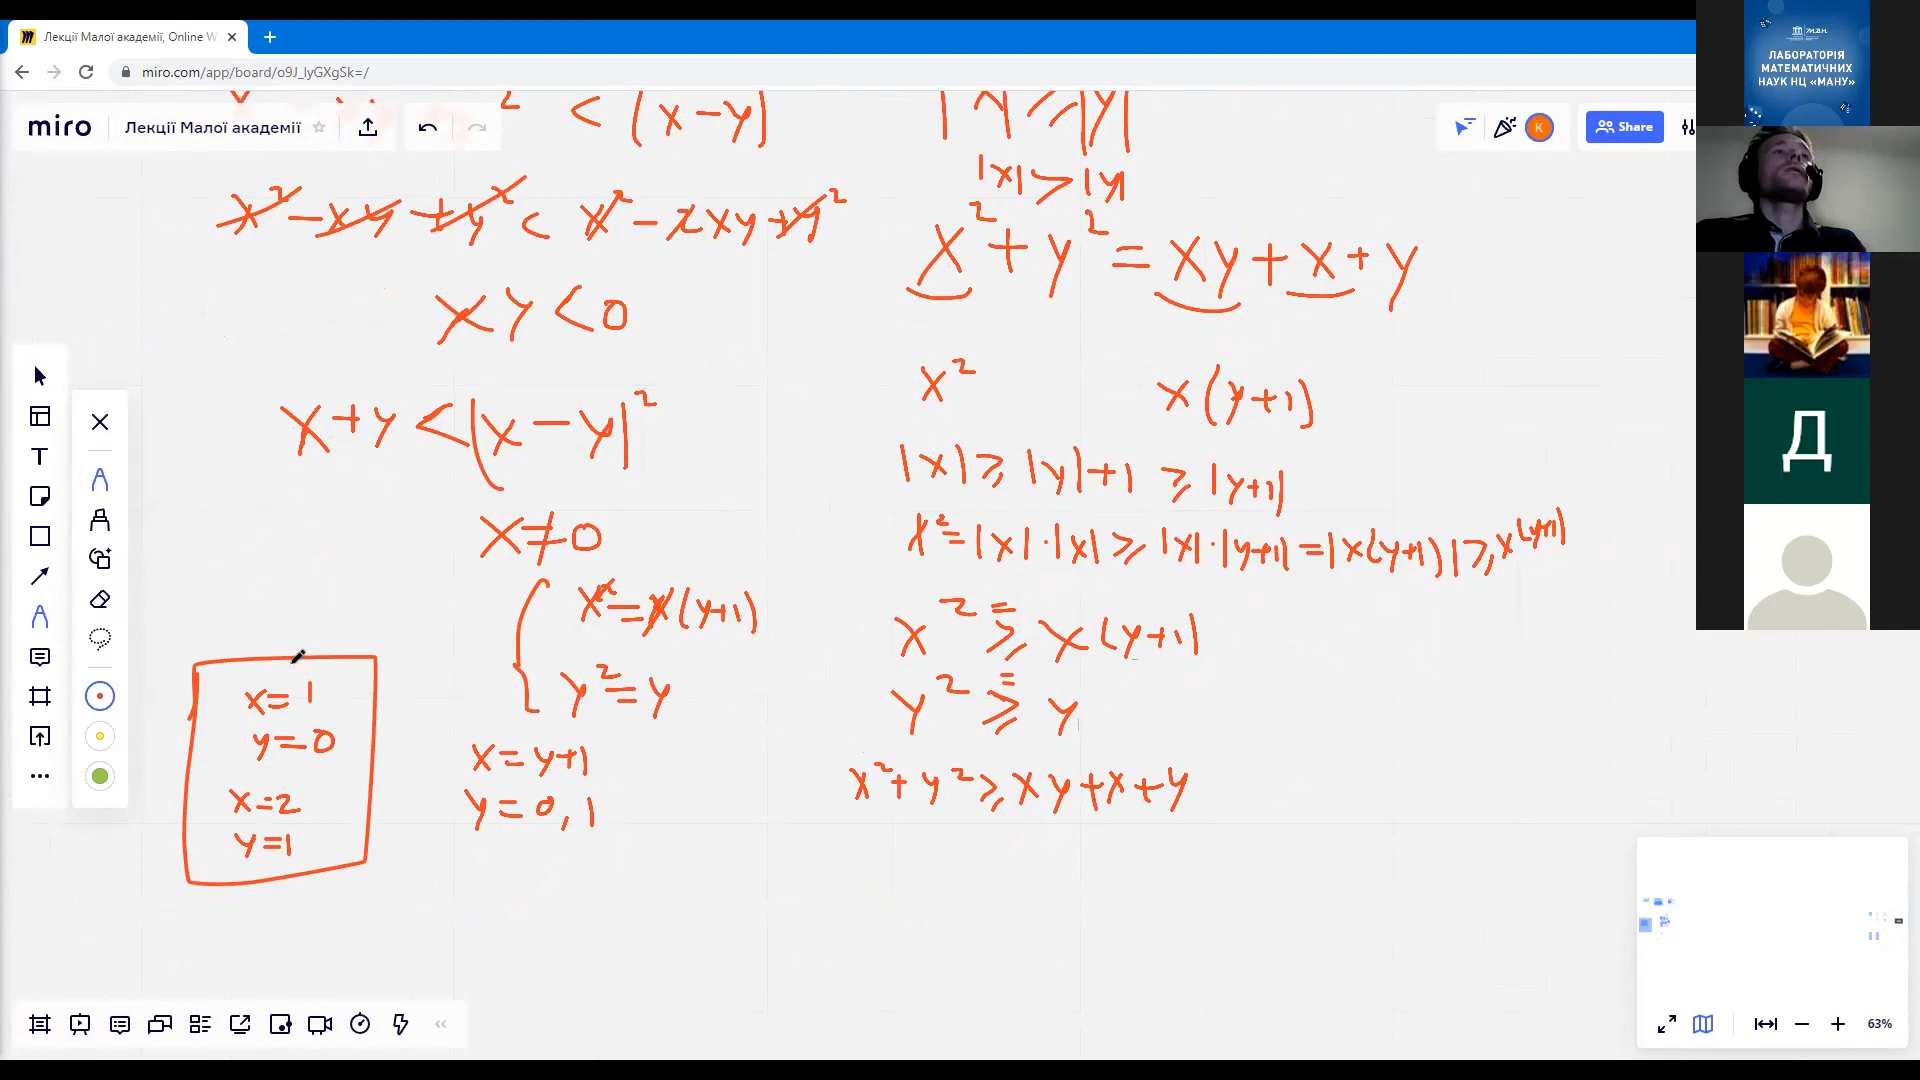 Лекції Малої академії, Online W
miro.com/app/board/o9J_lyGXgSk=/
miro
Лекції Малої академії
K
Share
ЛАБОРАТОРІЯ
МАТЕМАТИЧНИХ
НАУК НЦ «МАНУ»
Д
< (x-y)
|x| > |y|
x² - xy + y² < x² - 2xy + y²
xy < 0
x + y < |x - y|²
x ≠ 0
x² = x(y+1)
y² = y
x = y+1
y = 0, 1
x = 1
y = 0
x = 2
y = 1
x² + y² = xy + x + y
x² x(y+1)
|x| ≥ |y| + 1 ≥ |y+1|
x² = |x|·|x| ≥ |x|·|y+1| = |x(y+1)| ≥ x(y+1)
x² ≥ x(y+1)
y² ≥ y
x² + y² ≥ xy + x + y
63%